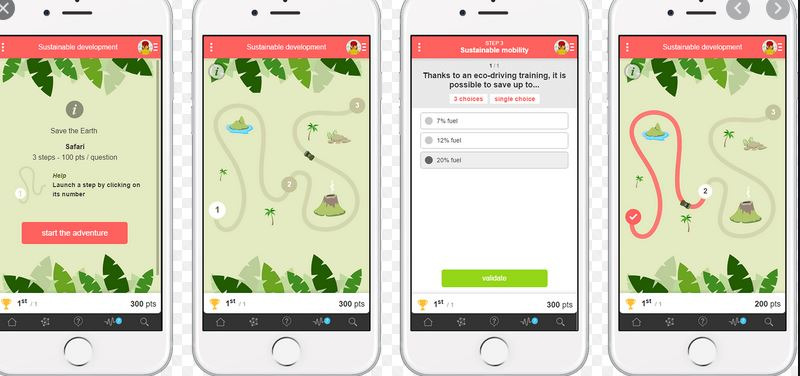 Sustainable development
i
Save the Earth
Safari
3 steps - 100 pts / question
Help
Launch a step by clicking on
its number
1
start the adventure
1st / 1
300 pts
?
Sustainable development
i
3
2
1
1st / 1
300 pts
?
STEP 3
Sustainable mobility
1 / 1
Thanks to an eco-driving training, it is
possible to save up to...
3 choices
single choice
7% fuel
12% fuel
20% fuel
validate
1st / 1
300 pts
?
Sustainable development
i
3
2
1st / 1
200 pts
?